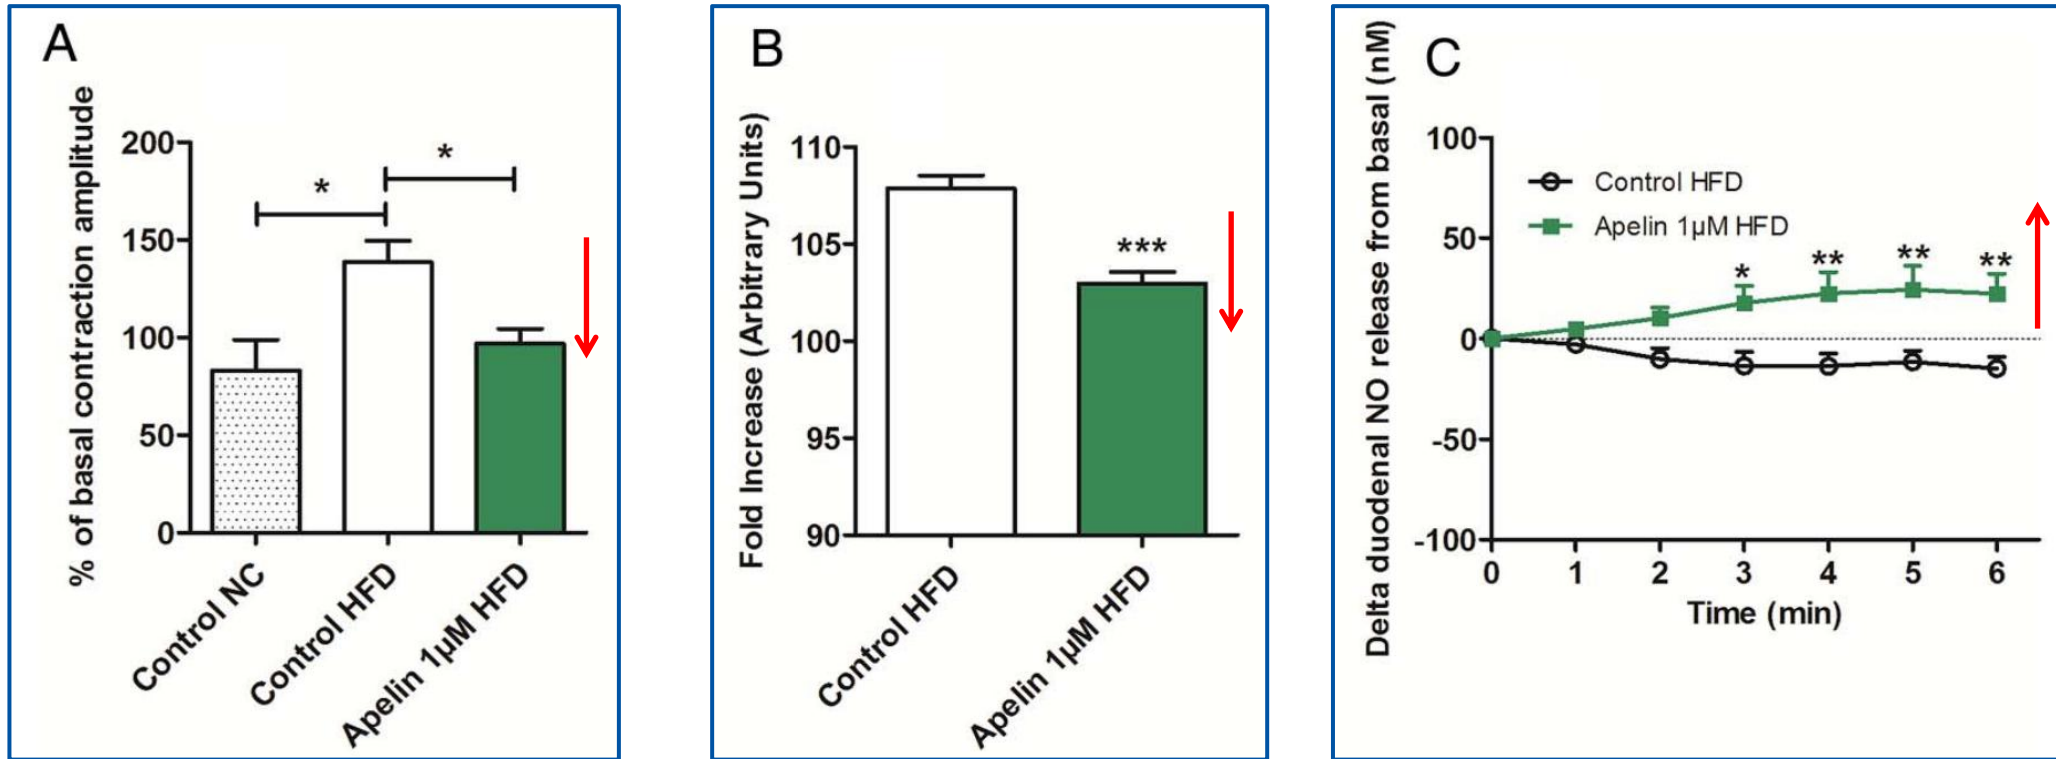 A
% of basal contraction amplitude
200
150
100
50
0
*
*
Control NC
Control HFD
Apelin 1µM HFD
B
Fold Increase (Arbitrary Units)
110
105
100
95
90
***
Control HFD
Apelin 1µM HFD
C
Delta duodenal NO release from basal (nM)
100
50
0
-50
-100
Control HFD
Apelin 1µM HFD
* ** ** **
0 1 2 3 4 5 6
Time (min)